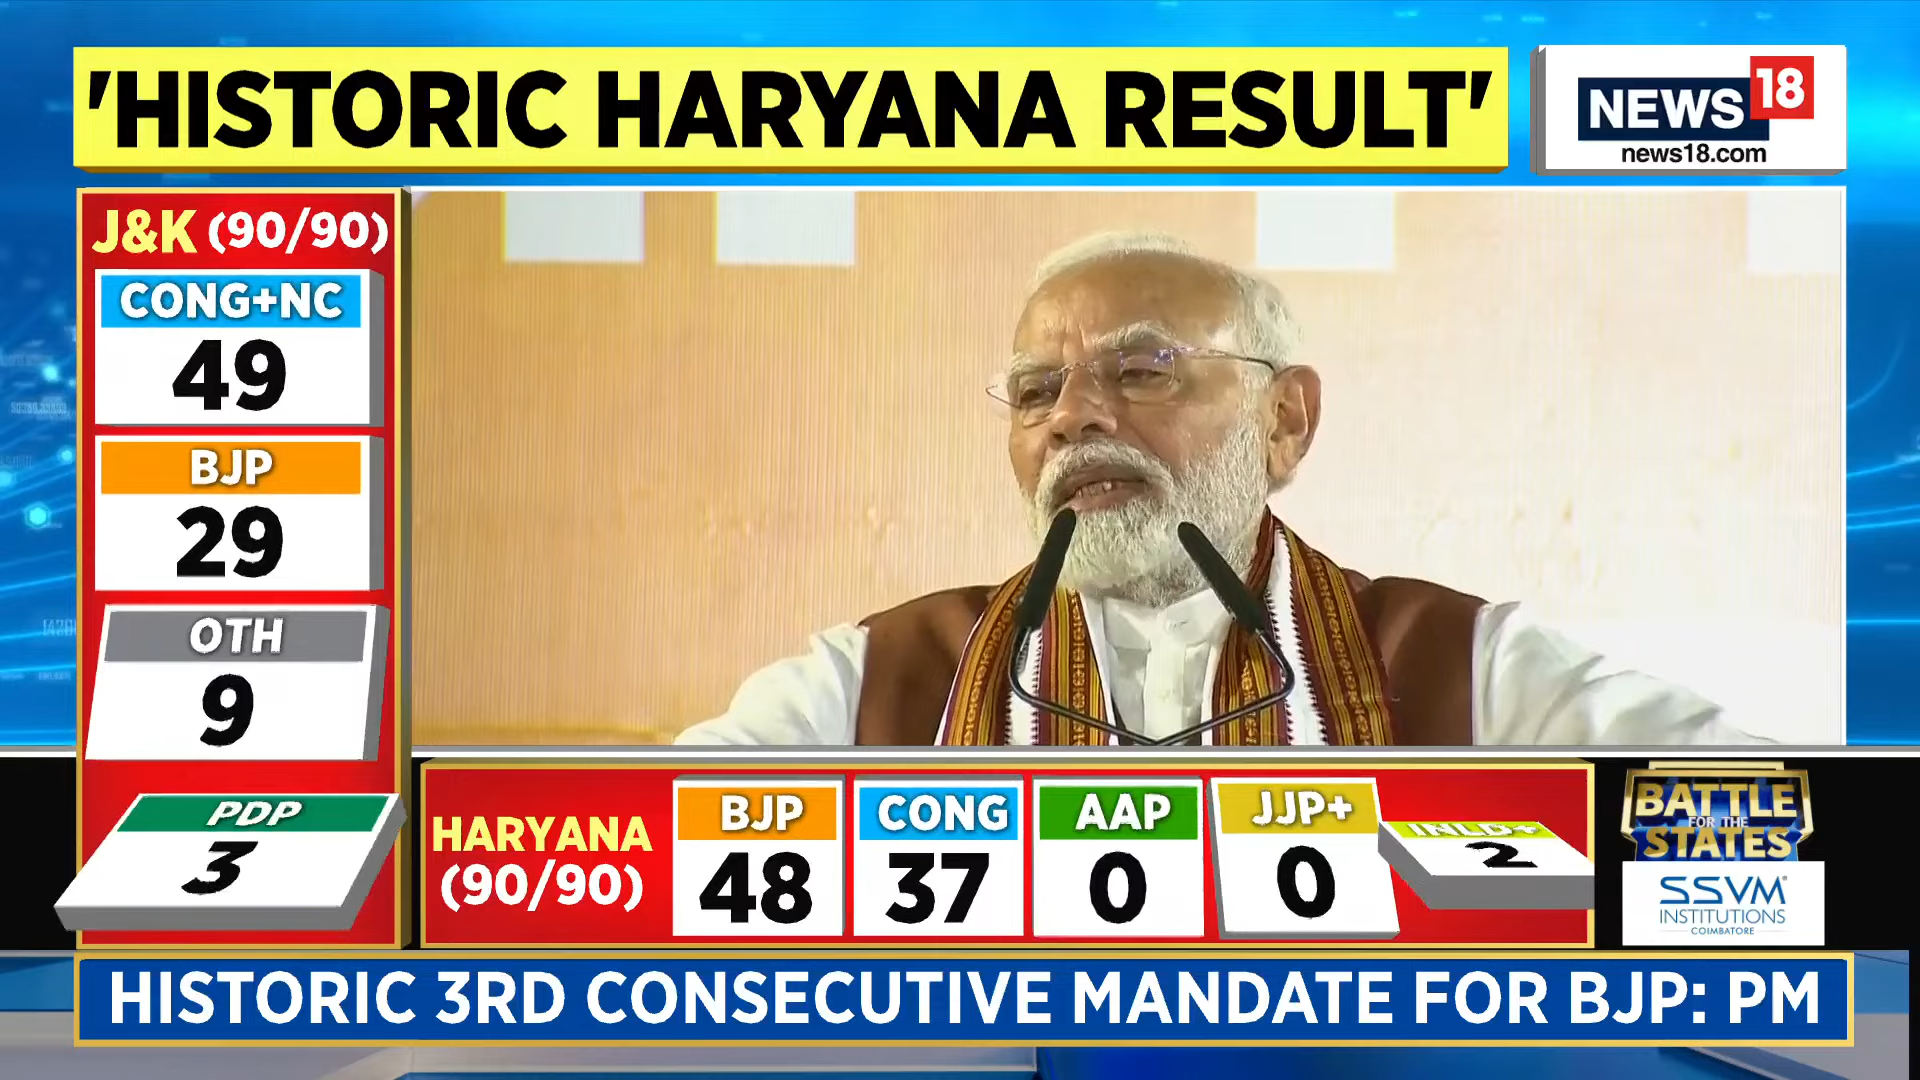 'HISTORIC HARYANA RESULT'
NEWS 18
news18.com
J&K (90/90)
CONG+NC
49
BJP
29
OTH
9
PDP
3
HARYANA
(90/90)
BJP
48
CONG
37
AAP
0
JJP+
0
INLD+
2
BATTLE
FOR THE
STATES
SSVM
INSTITUTIONS
COIMBATORE
HISTORIC 3RD CONSECUTIVE MANDATE FOR BJP: PM